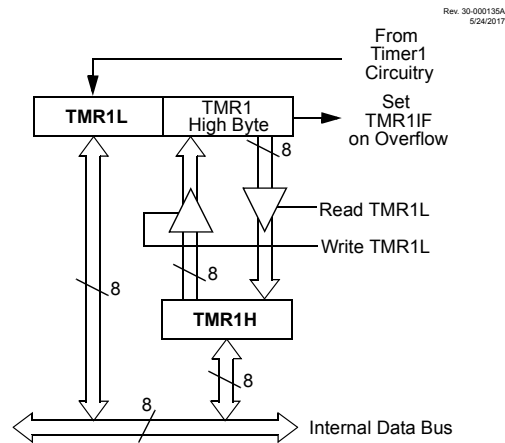 Rev. 30-000135A
5/24/2017
From
Timer1
Circuitry
TMR1L
TMR1
High Byte
Set
TMR1IF
on Overflow
8
Read TMR1L
Write TMR1L
8
8
TMR1H
8
8
Internal Data Bus